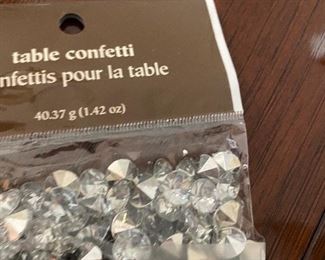 table confetti
nfettis pour la table
40.37 g (1.42 oz)